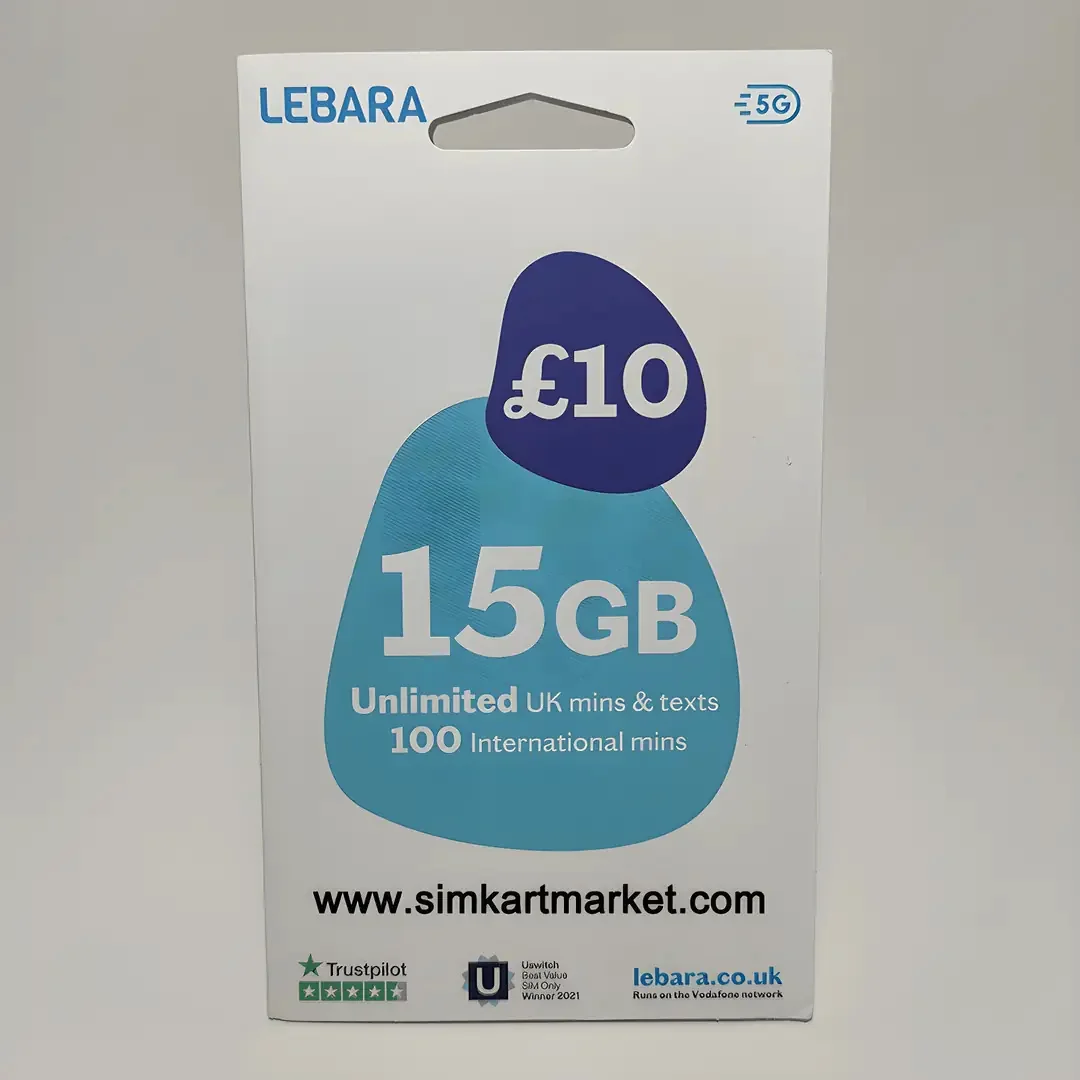 LEBARA
5G
£10
15GB
Unlimited UK mins & texts
100 International mins
www.simkartmarket.com
Trustpilot
U
Uswitch
Best Value
SIM Only
Winner 2021
lebara.co.uk
Runs on the Vodafone network